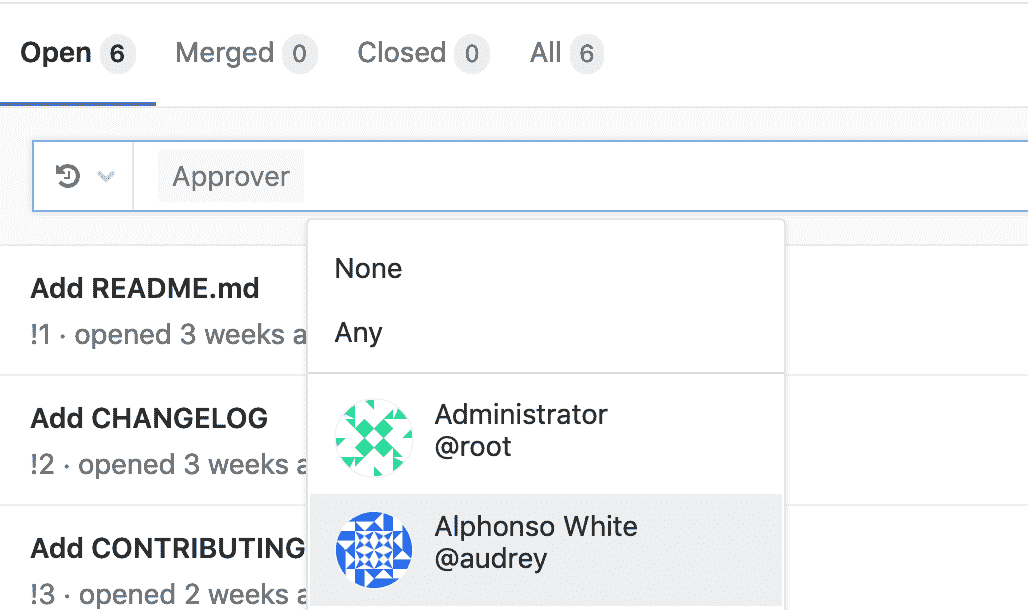 Open 6 Merged 0 Closed 0 All 6
Approver
None
Any
Add README.md
!1 · opened 3 weeks
Administrator
@root
Add CHANGELOG
!2 · opened 3 weeks
Alphonso White
@audrey
Add CONTRIBUTING
!3 · opened 2 weeks